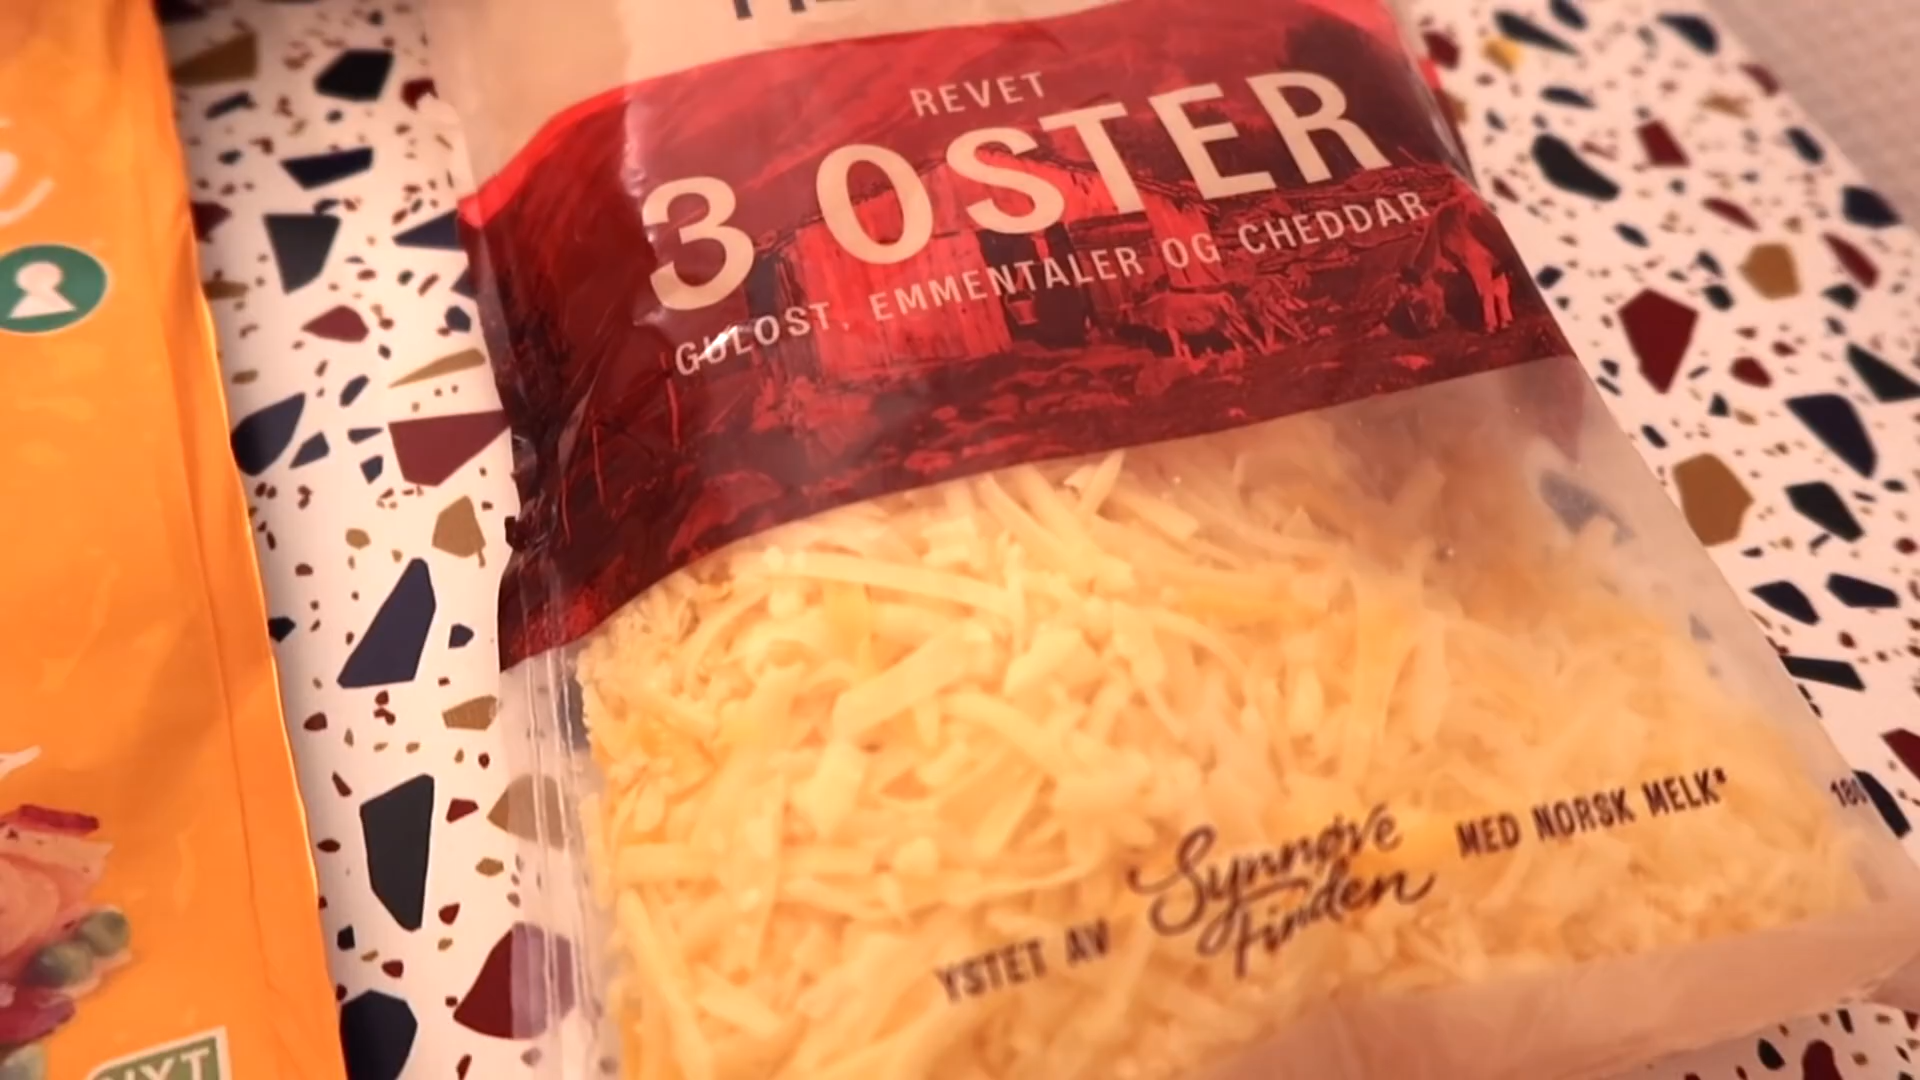 REVET
3 OSTER
GULOST, EMMENTALER OG CHEDDAR
YSTET AV Synnøve Finden MED NORSK MELK*